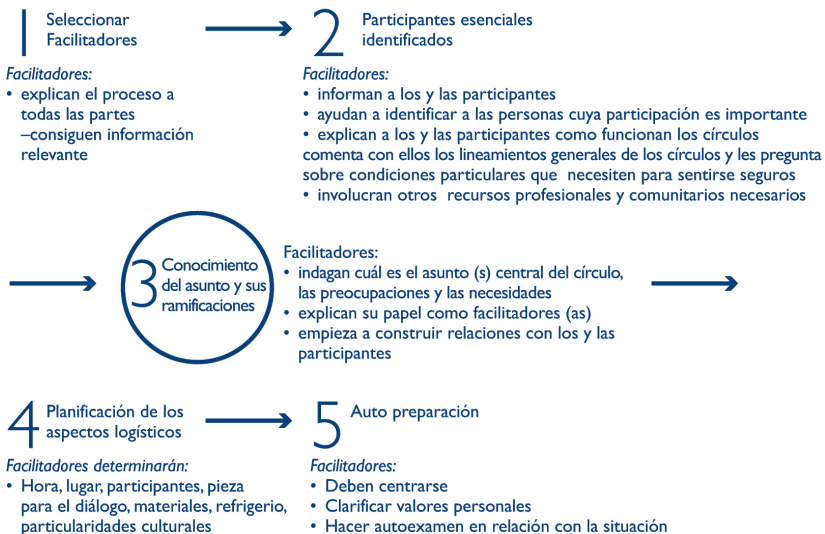 1 Seleccionar
Facilitadores
Facilitadores:
• explican el proceso a
todas las partes
–consiguen información
relevante
2 Participantes esenciales
identificados
Facilitadores:
• informan a los y las participantes
• ayudan a identificar a las personas cuya participación es importante
• explican a los y las participantes como funcionan los círculos
comenta con ellos los lineamientos generales de los círculos y les pregunta
sobre condiciones particulares que necesiten para sentirse seguros
• involucran otros recursos profesionales y comunitarios necesarios
3 Conocimiento
del asunto y sus
ramificaciones
Facilitadores:
• indagan cuál es el asunto (s) central del círculo,
las preocupaciones y las necesidades
• explican su papel como facilitadores (as)
• empieza a construir relaciones con los y las
participantes
4 Planificación de los
aspectos logísticos
Facilitadores determinarán:
• Hora, lugar, participantes, pieza
para el diálogo, materiales, refrigerio,
particularidades culturales
5 Auto preparación
Facilitadores:
• Deben centrarse
• Clarificar valores personales
• Hacer autoexamen en relación con la situación